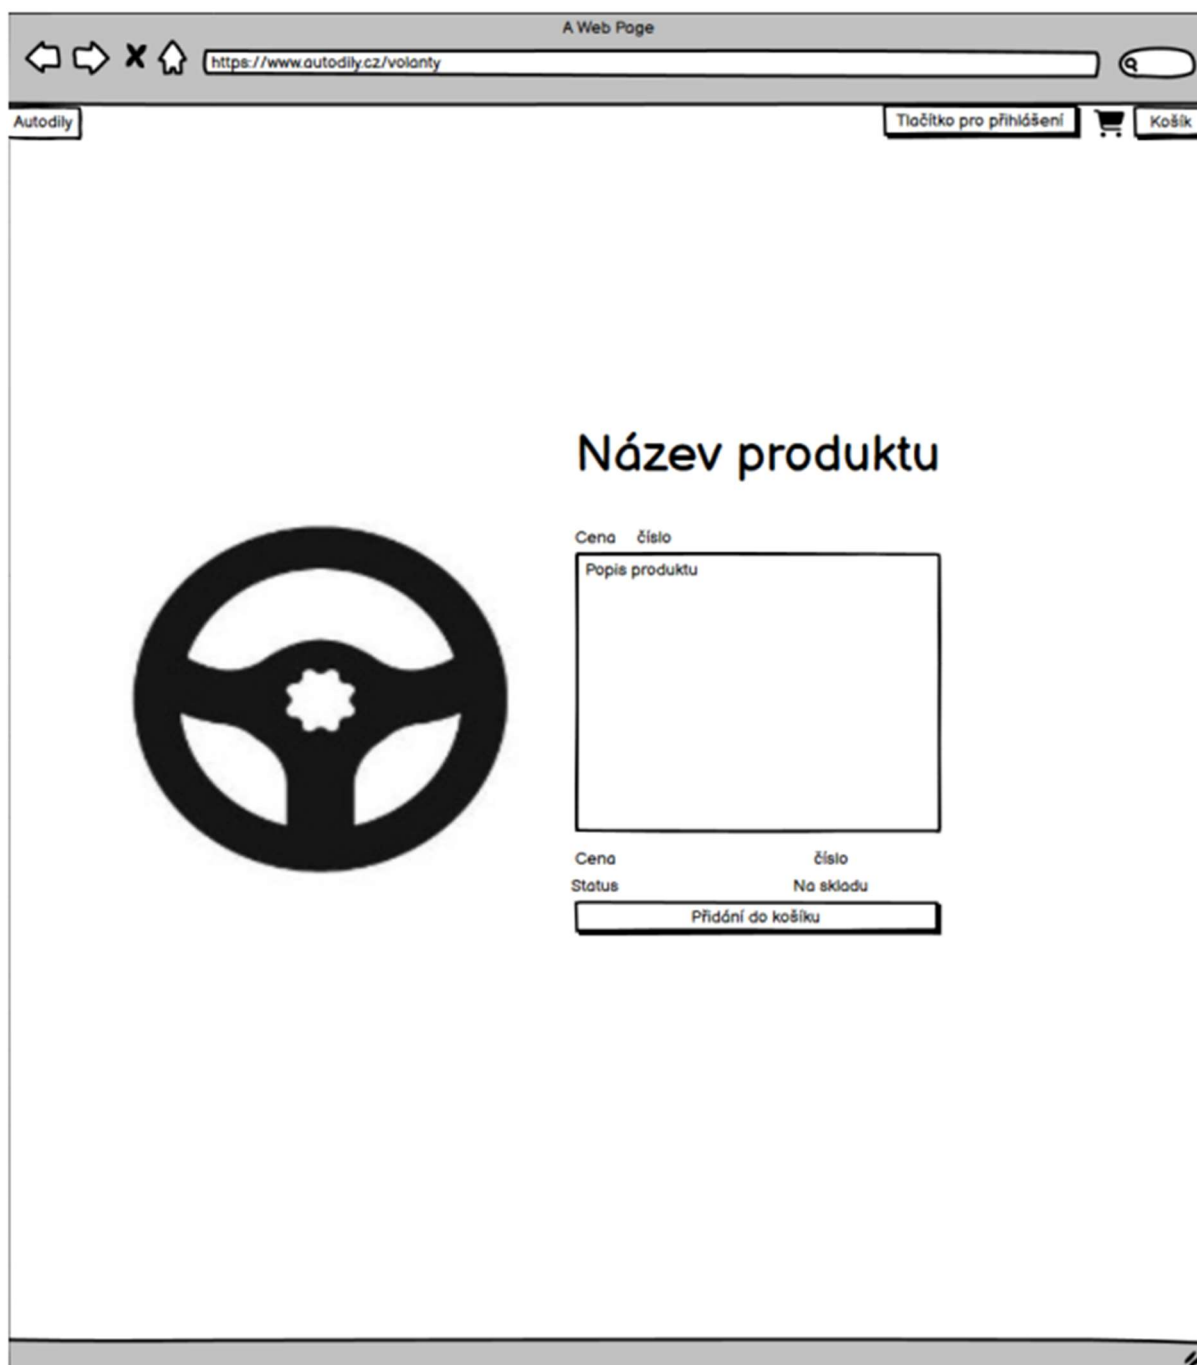 A Web Page
https://www.autodily.cz/volanty
Autodily
Tlačítko pro přihlášení
Košík
Název produktu
Cena číslo
Popis produktu
Cena číslo
Status Na skladu
Přidání do košíku